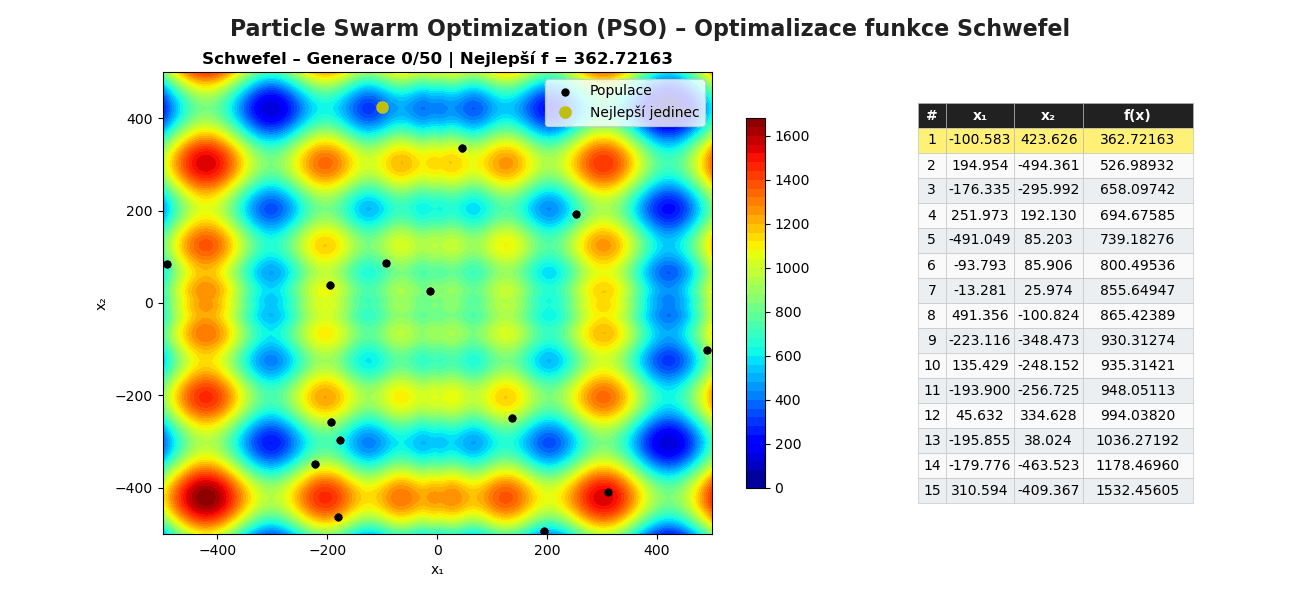 Particle Swarm Optimization (PSO) – Optimalizace funkce Schwefel
Schwefel – Generace 0/50 | Nejlepší f = 362.72163
Populace
Nejlepší jedinec
400
200
0
−200
−400
x₂
−400 −200 0 200 400
x₁
1600
1400
1200
1000
800
600
400
200
0
# x₁ x₂ f(x)
1 -100.583 423.626 362.72163
2 194.954 -494.361 526.98932
3 -176.335 -295.992 658.09742
4 251.973 192.130 694.67585
5 -491.049 85.203 739.18276
6 -93.793 85.906 800.49536
7 -13.281 25.974 855.64947
8 491.356 -100.824 865.42389
9 -223.116 -348.473 930.31274
10 135.429 -248.152 935.31421
11 -193.900 -256.725 948.05113
12 45.632 334.628 994.03820
13 -195.855 38.024 1036.27192
14 -179.776 -463.523 1178.46960
15 310.594 -409.367 1532.45605